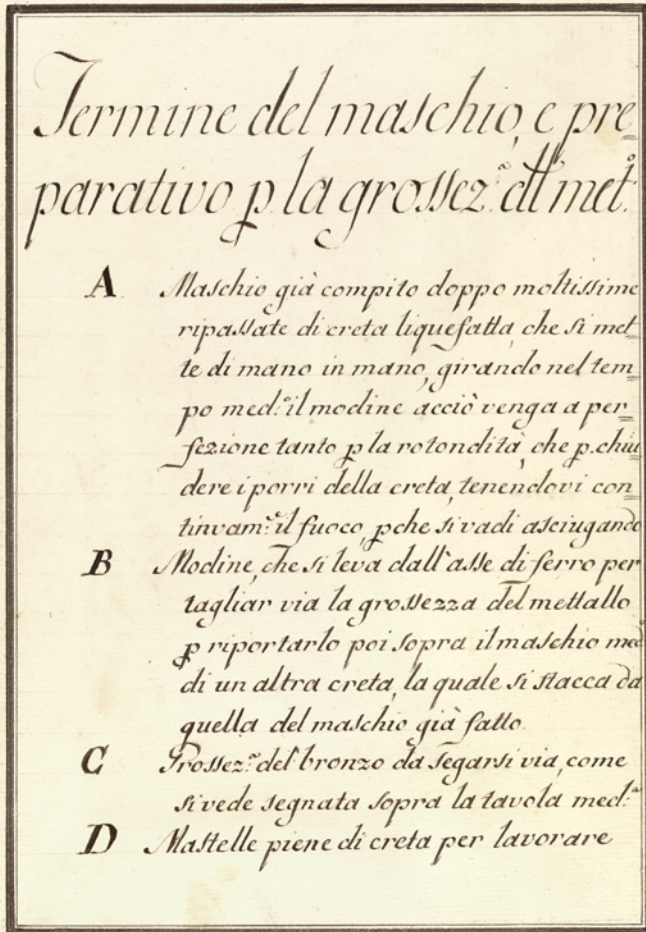 Termine del maschio, e pre=
parativo p. la grossez.ª dll' met.º
A Maschio già compito doppo moltissime
ripassate di creta liquefatta, che si met=
te di mano in mano, girando nel tem=
po med.º il modine acciò venga a per=
fezione tanto p. la rotondità, che p. chiu=
dere i porri della creta, tenendovi con=
tinvam.ᵉ il fuoco, pche si vadi asciugando
B Modine, che si leva dall'asse di ferro per
tagliar via la grossezza del mettallo
p riportarlo poi sopra il maschio med.
di un altra creta, la quale si stacca da
quella del maschio già fatto.
C Grossez.ª del bronzo da segarsi via, come
si vede segnata sopra la tavola med.ª
D Mastelle piene di creta per lavorare